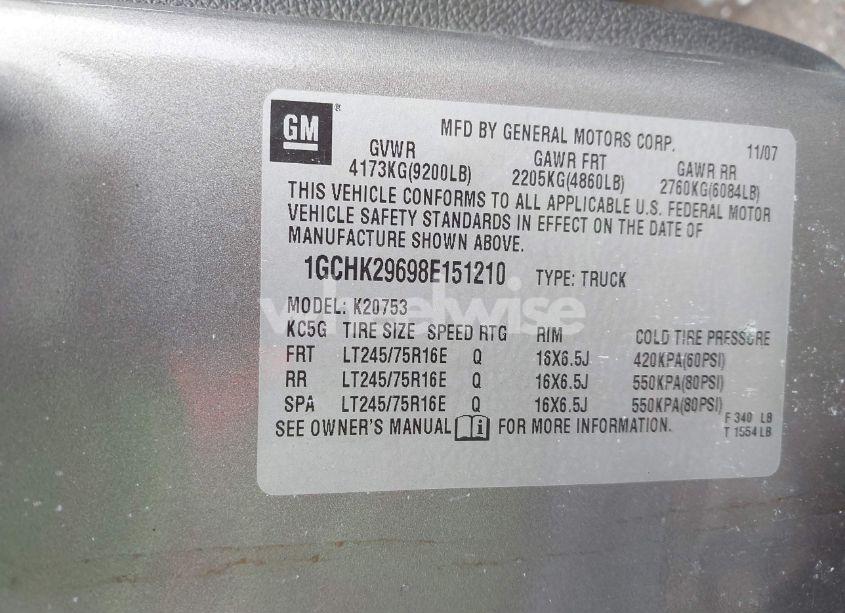 GM ®
MFD BY GENERAL MOTORS CORP. 11/07
GVWR GAWR FRT GAWR RR
4173KG(9200LB) 2205KG(4860LB) 2760KG(6084LB)
THIS VEHICLE CONFORMS TO ALL APPLICABLE U.S. FEDERAL MOTOR
VEHICLE SAFETY STANDARDS IN EFFECT ON THE DATE OF
MANUFACTURE SHOWN ABOVE.
1GCHK29698E151210 TYPE: TRUCK
wheelwise
MODEL: K20753
KC5G TIRE SIZE SPEED RTG RIM COLD TIRE PRESSURE
FRT LT245/75R16E Q 16X6.5J 420KPA(60PSI)
RR LT245/75R16E Q 16X6.5J 550KPA(80PSI)
SPA LT245/75R16E Q 16X6.5J 550KPA(80PSI)
F 340 LB
SEE OWNER'S MANUAL i FOR MORE INFORMATION.
T 1554 LB